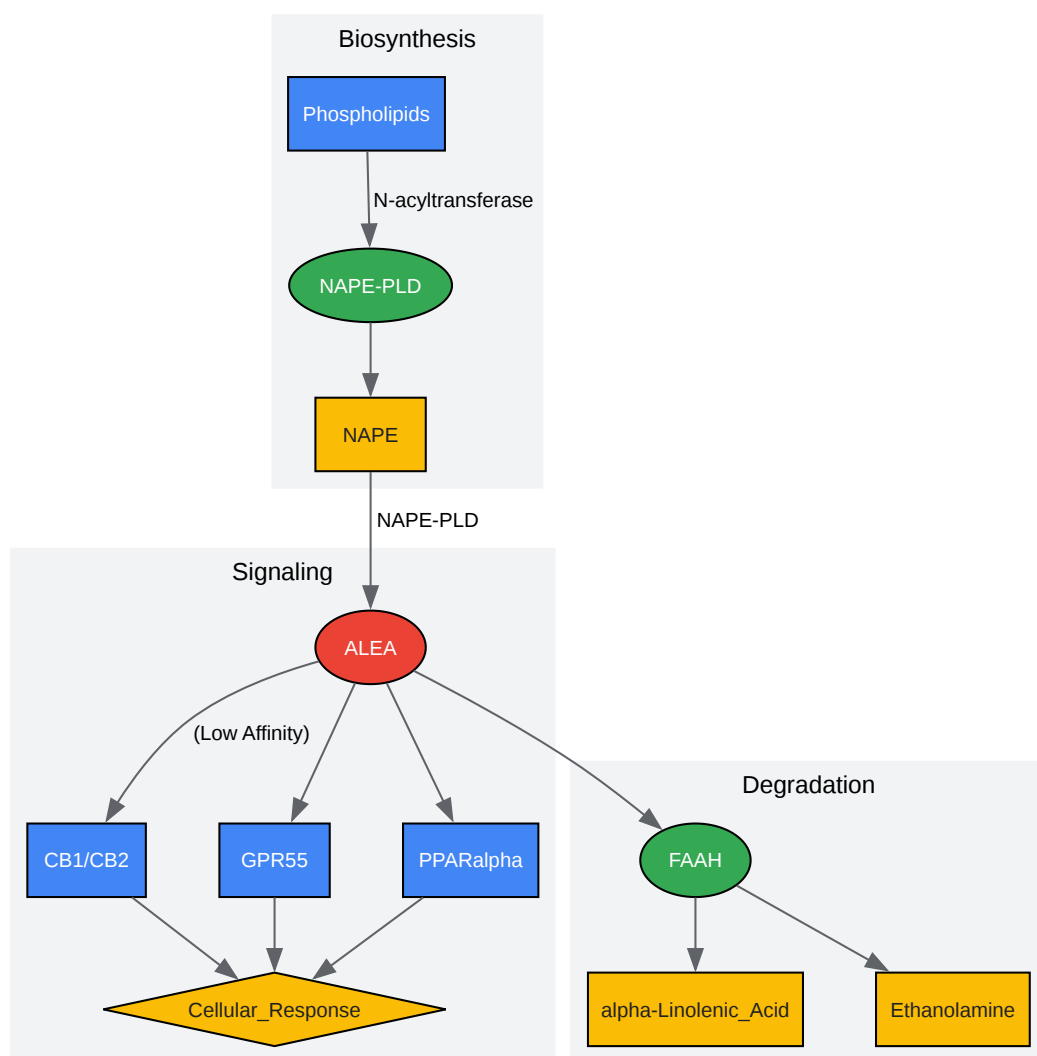 Biosynthesis
Phospholipids
N-acyltransferase
NAPE-PLD
NAPE
NAPE-PLD
Signaling
ALEA
(Low Affinity)
Degradation
CB1/CB2
GPR55
PPARalpha
FAAH
Cellular_Response
alpha-Linolenic_Acid
Ethanolamine